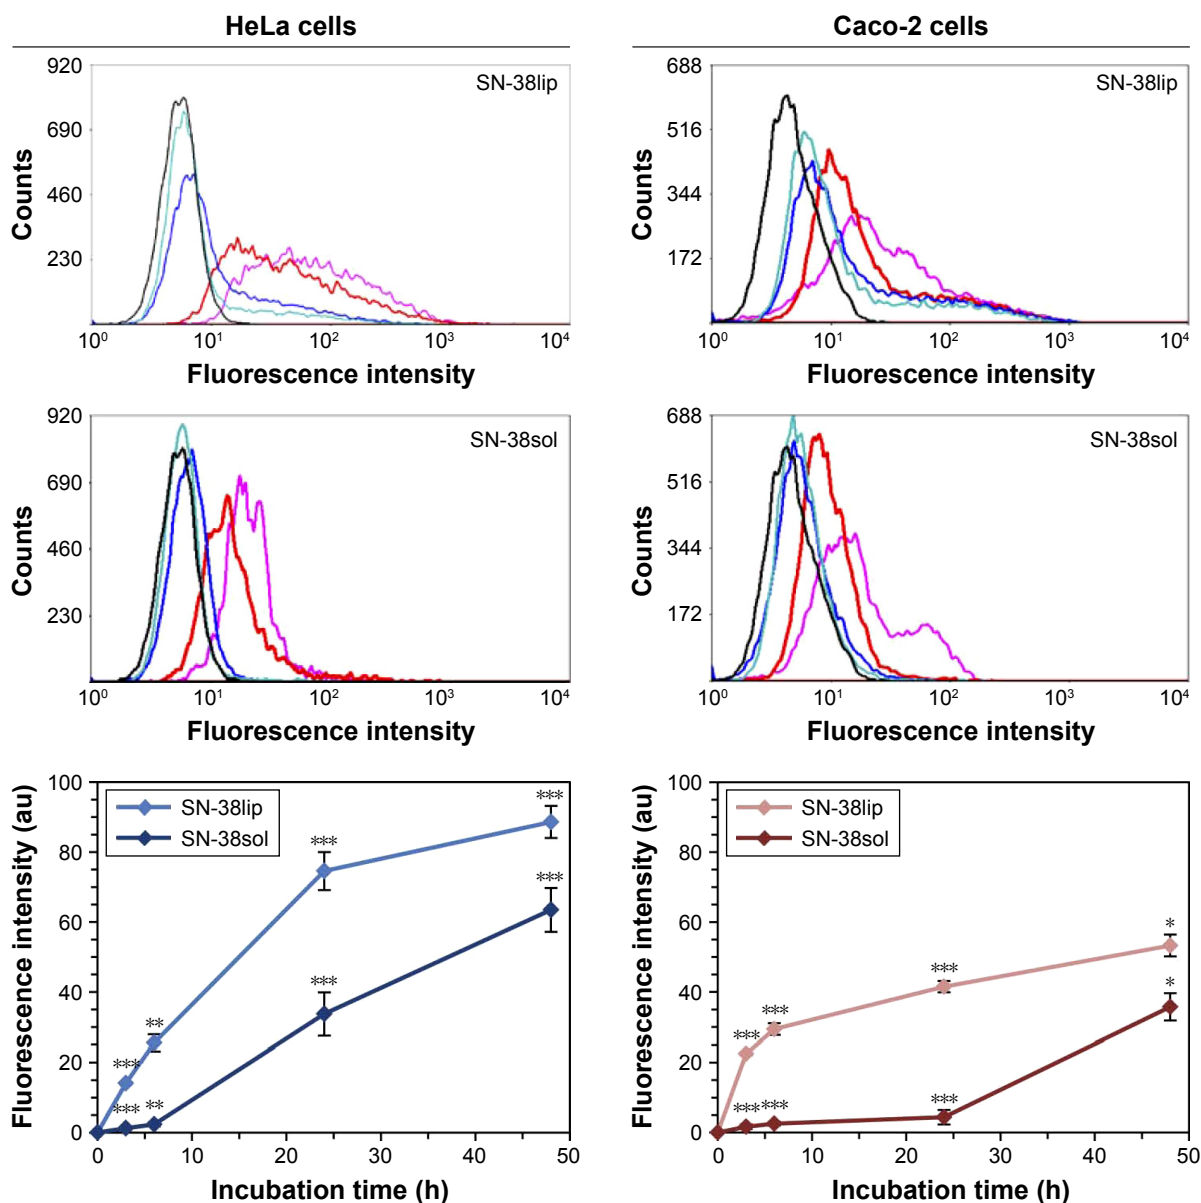 HeLa cells
Caco-2 cells
920
690
460
230
Counts
SN-38lip
10⁰ 10¹ 10² 10³ 10⁴
Fluorescence intensity
688
516
344
172
Counts
SN-38lip
10⁰ 10¹ 10² 10³ 10⁴
Fluorescence intensity
920
690
460
230
Counts
SN-38sol
10⁰ 10¹ 10² 10³ 10⁴
Fluorescence intensity
688
516
344
172
Counts
SN-38sol
10⁰ 10¹ 10² 10³ 10⁴
Fluorescence intensity
100
80
60
40
20
0
Fluorescence intensity (au)
SN-38lip
SN-38sol
***
***
***
***
**
***
***
**
0 10 20 30 40 50
Incubation time (h)
100
80
60
40
20
0
Fluorescence intensity (au)
SN-38lip
SN-38sol
*
***
*
***
***
***
***
***
0 10 20 30 40 50
Incubation time (h)